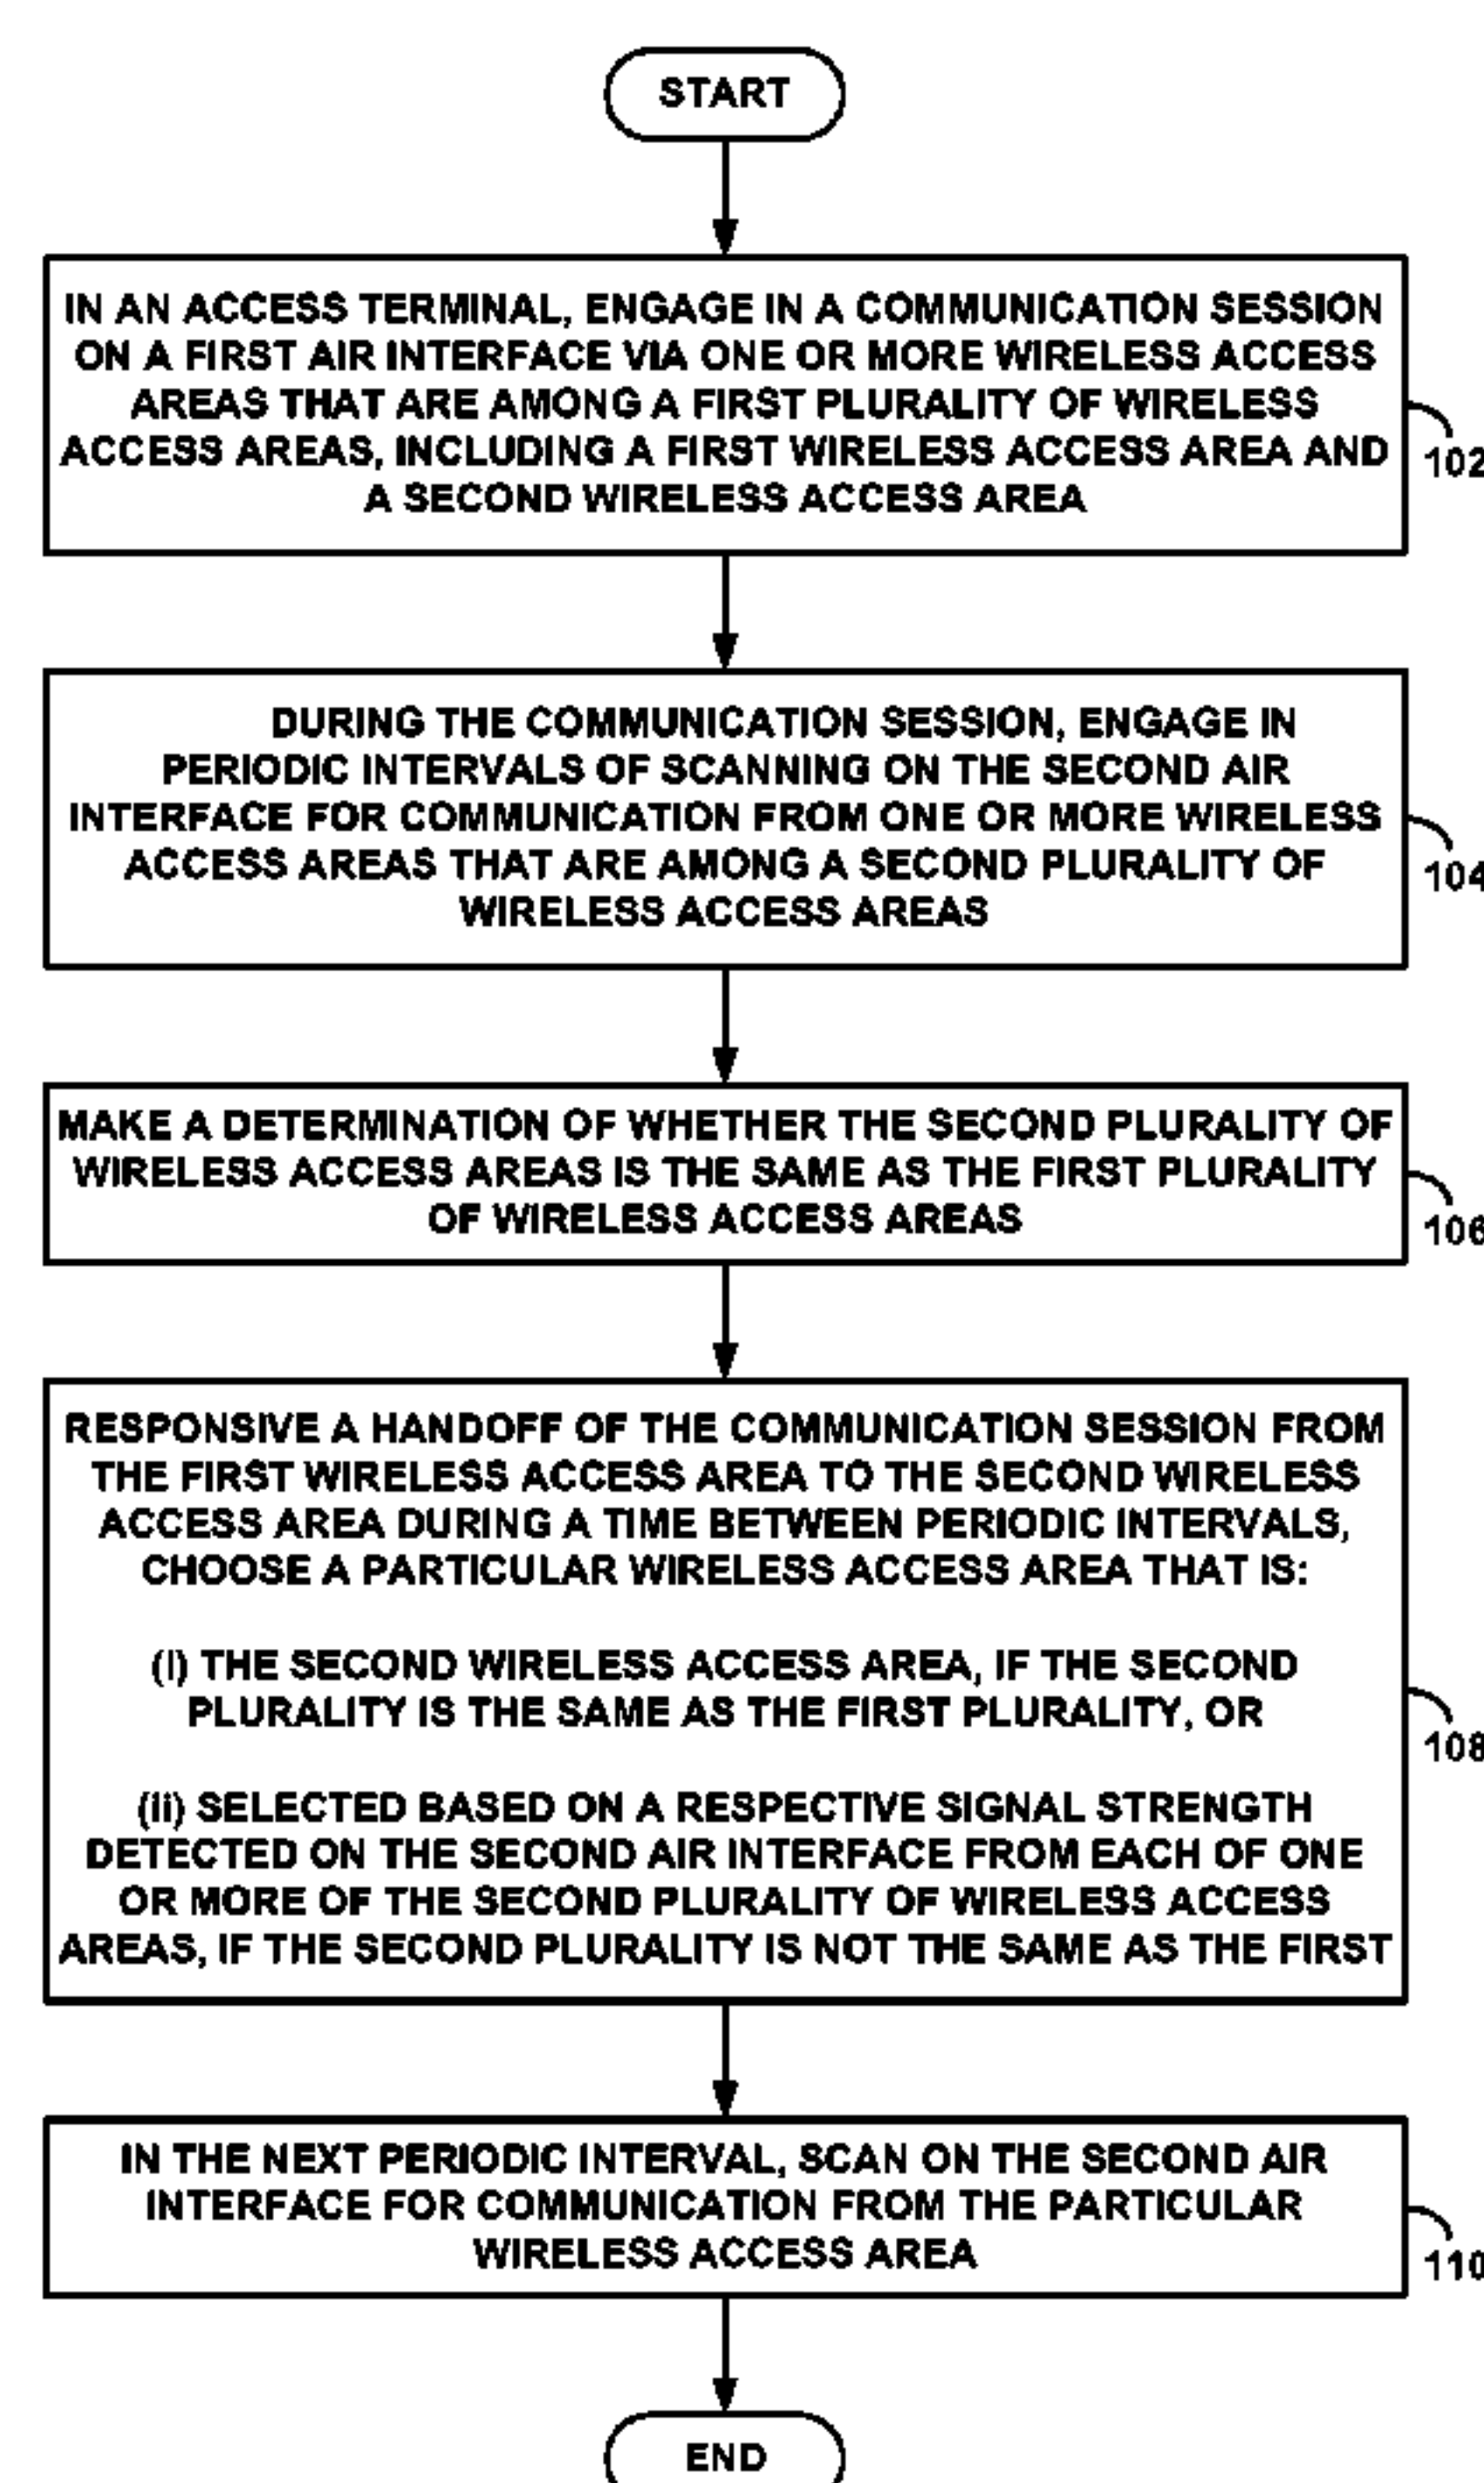 START
IN AN ACCESS TERMINAL, ENGAGE IN A COMMUNICATION SESSION
ON A FIRST AIR INTERFACE VIA ONE OR MORE WIRELESS ACCESS
AREAS THAT ARE AMONG A FIRST PLURALITY OF WIRELESS
ACCESS AREAS, INCLUDING A FIRST WIRELESS ACCESS AREA AND
A SECOND WIRELESS ACCESS AREA
102
DURING THE COMMUNICATION SESSION, ENGAGE IN
PERIODIC INTERVALS OF SCANNING ON THE SECOND AIR
INTERFACE FOR COMMUNICATION FROM ONE OR MORE WIRELESS
ACCESS AREAS THAT ARE AMONG A SECOND PLURALITY OF
WIRELESS ACCESS AREAS
104
MAKE A DETERMINATION OF WHETHER THE SECOND PLURALITY OF
WIRELESS ACCESS AREAS IS THE SAME AS THE FIRST PLURALITY
OF WIRELESS ACCESS AREAS
106
RESPONSIVE A HANDOFF OF THE COMMUNICATION SESSION FROM
THE FIRST WIRELESS ACCESS AREA TO THE SECOND WIRELESS
ACCESS AREA DURING A TIME BETWEEN PERIODIC INTERVALS,
CHOOSE A PARTICULAR WIRELESS ACCESS AREA THAT IS:
(i) THE SECOND WIRELESS ACCESS AREA, IF THE SECOND
PLURALITY IS THE SAME AS THE FIRST PLURALITY, OR
(ii) SELECTED BASED ON A RESPECTIVE SIGNAL STRENGTH
DETECTED ON THE SECOND AIR INTERFACE FROM EACH OF ONE
OR MORE OF THE SECOND PLURALITY OF WIRELESS ACCESS
AREAS, IF THE SECOND PLURALITY IS NOT THE SAME AS THE FIRST
108
IN THE NEXT PERIODIC INTERVAL, SCAN ON THE SECOND AIR
INTERFACE FOR COMMUNICATION FROM THE PARTICULAR
WIRELESS ACCESS AREA
110
END